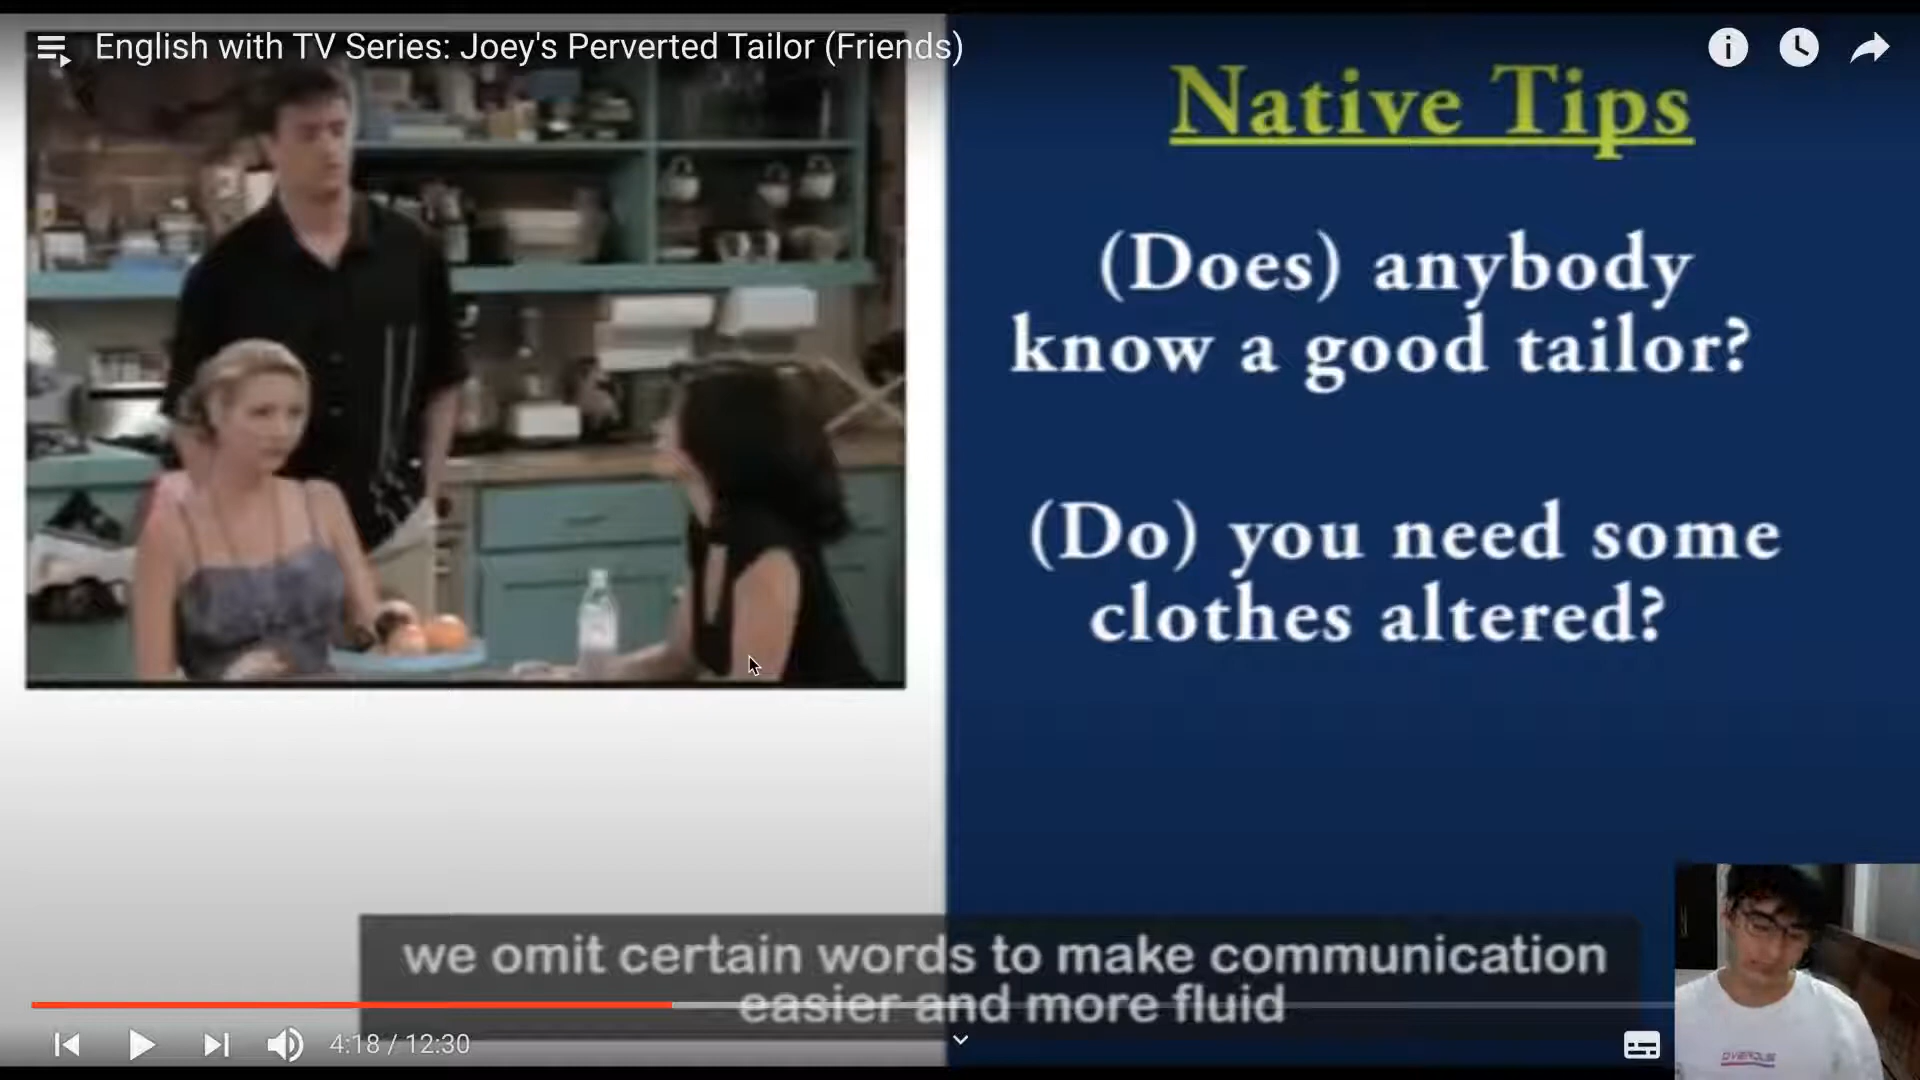 English with TV Series: Joey's Perverted Tailor (Friends)
Native Tips
(Does) anybody
know a good tailor?
(Do) you need some
clothes altered?
we omit certain words to make communication
easier and more fluid
4:18 / 12:30